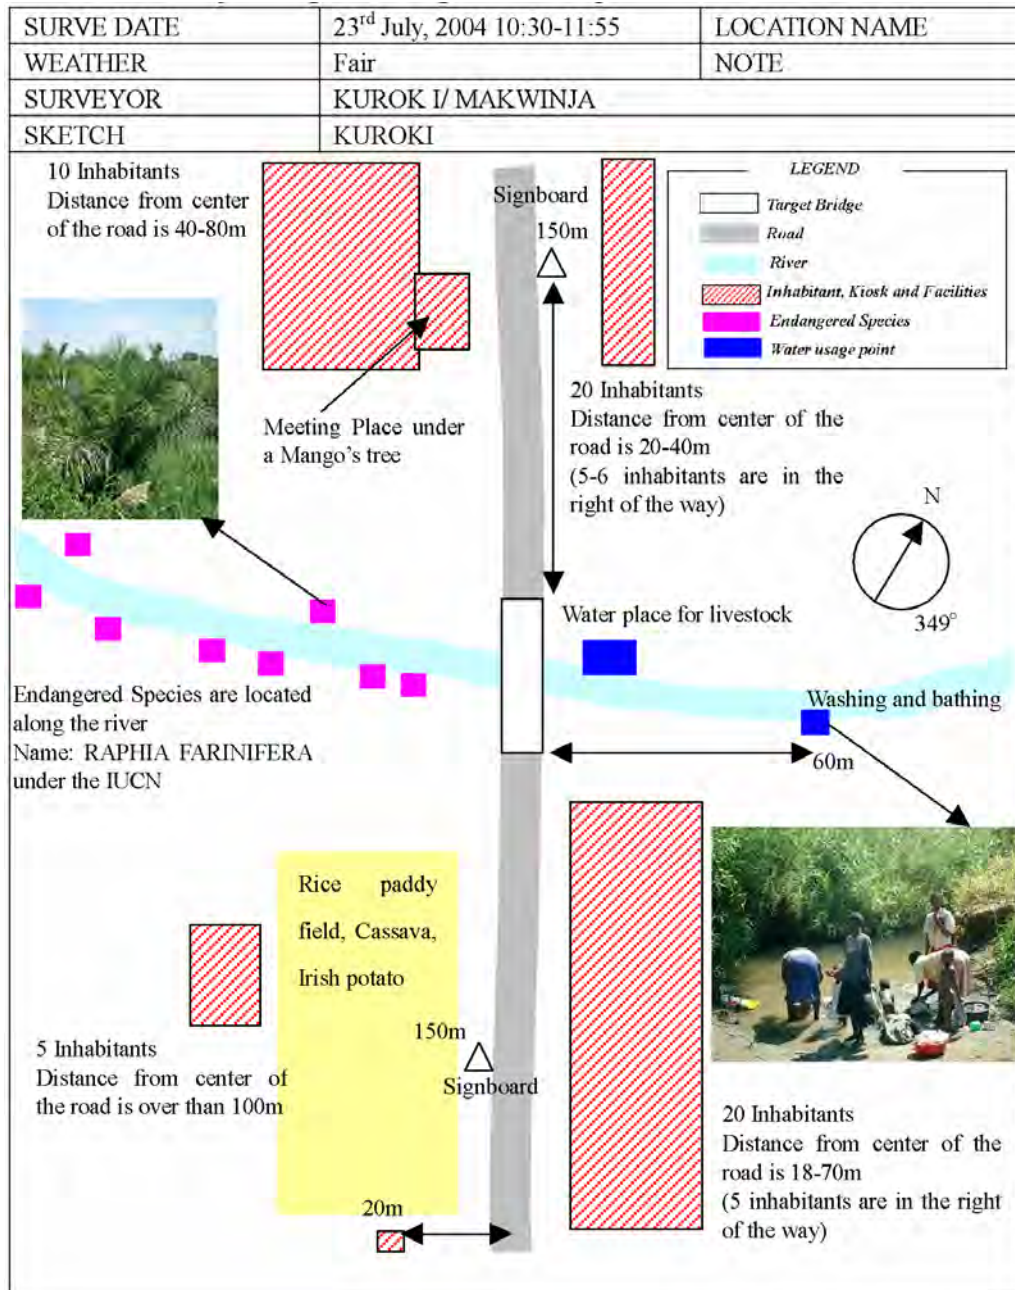 SURVE DATE 23rd July, 2004 10:30-11:55 LOCATION NAME
WEATHER Fair NOTE
SURVEYOR KUROK I/ MAKWINJA
SKETCH KUROKI
10 Inhabitants
Distance from center
of the road is 40-80m
Signboard
150m
LEGEND
Target Bridge
Road
River
Inhabitant, Kiosk and Facilities
Endangered Species
Water usage point
Meeting Place under
a Mango's tree
20 Inhabitants
Distance from center of the
road is 20-40m
(5-6 inhabitants are in the
right of the way)
N
349°
Water place for livestock
Washing and bathing
60m
Endangered Species are located
along the river
Name: RAPHIA FARINIFERA
under the IUCN
Rice paddy
field, Cassava,
Irish potato
5 Inhabitants
Distance from center of
the road is over than 100m
150m
Signboard
20m
20 Inhabitants
Distance from center of the
road is 18-70m
(5 inhabitants are in the right
of the way)